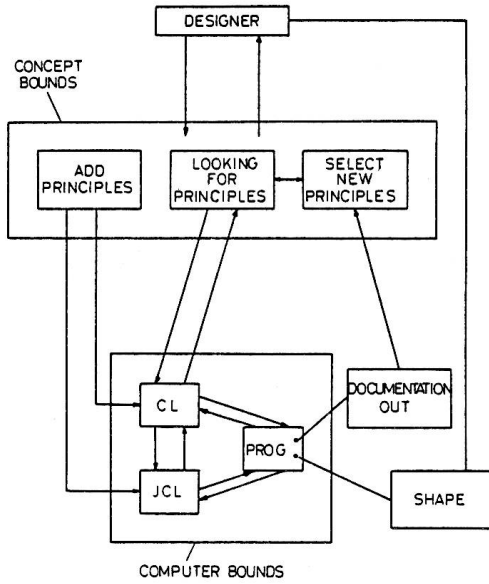 DESIGNER
CONCEPT
BOUNDS
ADD
PRINCIPLES
LOOKING
FOR
PRINCIPLES
SELECT
NEW
PRINCIPLES
CL
DOCUMENTATION
OUT
PROG
JCL
SHAPE
COMPUTER BOUNDS